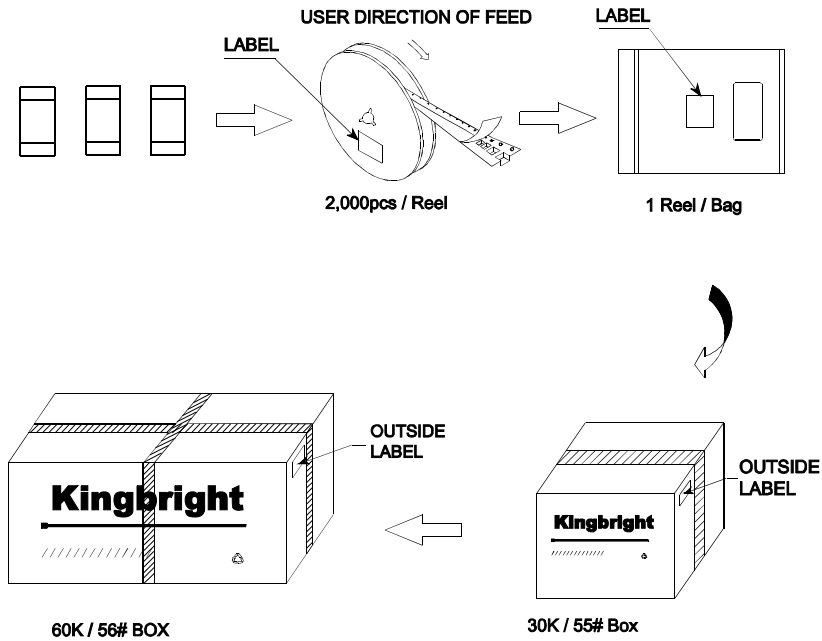 USER DIRECTION OF FEED
LABEL
LABEL
2,000pcs / Reel
1 Reel / Bag
OUTSIDE
LABEL
Kingbright
60K / 56# BOX
OUTSIDE
LABEL
Kingbright
30K / 55# Box